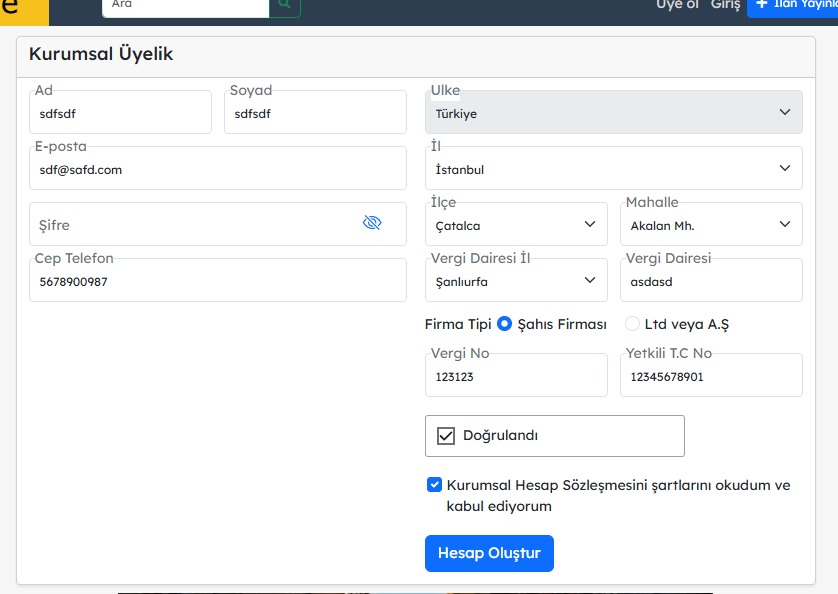 e
Ara
Üye ol Giriş + İlan Yayınla
Kurumsal Üyelik
Ad Soyad
sdfsdf sdfsdf
E-posta
sdf@safd.com
Şifre
Cep Telefon
5678900987
Ülke
Türkiye
İl
İstanbul
İlçe Mahalle
Çatalca Akalan Mh.
Vergi Dairesi İl Vergi Dairesi
Şanlıurfa asdasd
Firma Tipi Şahıs Firması Ltd veya A.Ş
Vergi No Yetkili T.C No
123123 12345678901
Doğrulandı
Kurumsal Hesap Sözleşmesini şartlarını okudum ve
kabul ediyorum
Hesap Oluştur